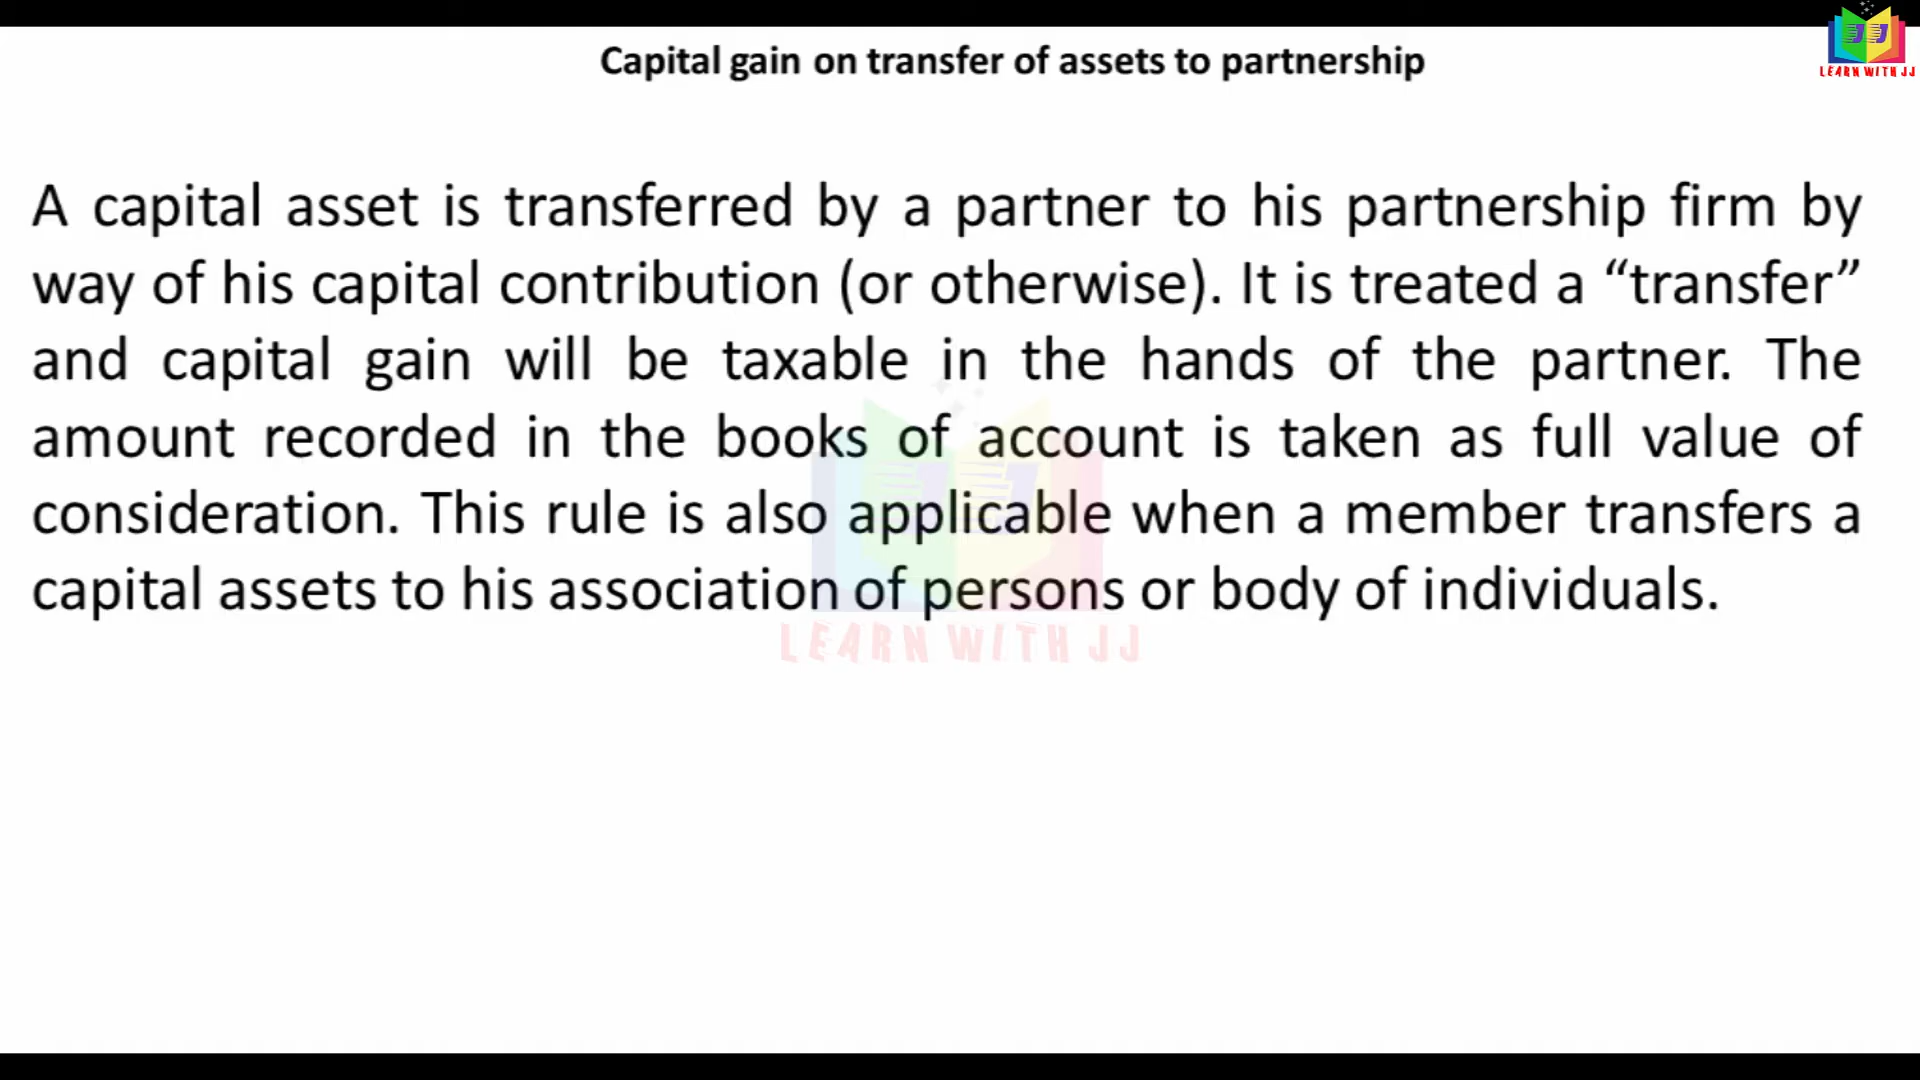 Capital gain on transfer of assets to partnership
LEARN WITH JJ
A capital asset is transferred by a partner to his partnership firm by
way of his capital contribution (or otherwise). It is treated a “transfer”
and capital gain will be taxable in the hands of the partner. The
amount recorded in the books of account is taken as full value of
consideration. This rule is also applicable when a member transfers a
capital assets to his association of persons or body of individuals.
LEARN WITH JJ